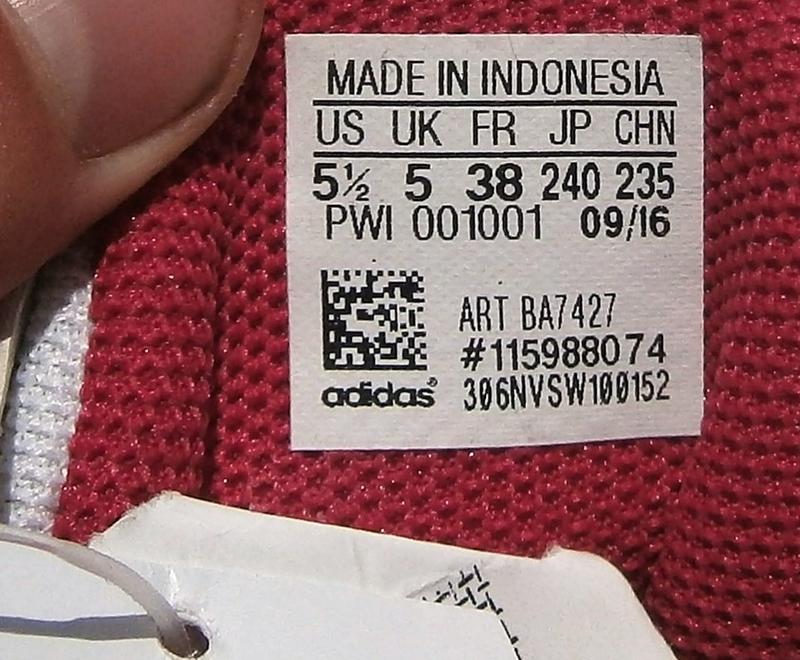 MADE IN INDONESIA
US UK FR JP CHN
5½ 5 38 240 235
PWI 001001 09/16
ART BA7427
#115988074
adidas® 306NVSW100152